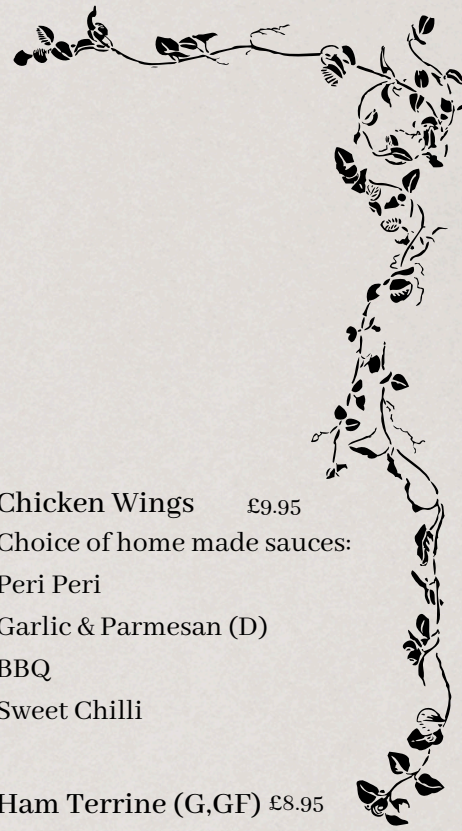 Chicken Wings £9.95
Choice of home made sauces:
Peri Peri
Garlic & Parmesan (D)
BBQ
Sweet Chilli
Ham Terrine (G,GF) £8.95